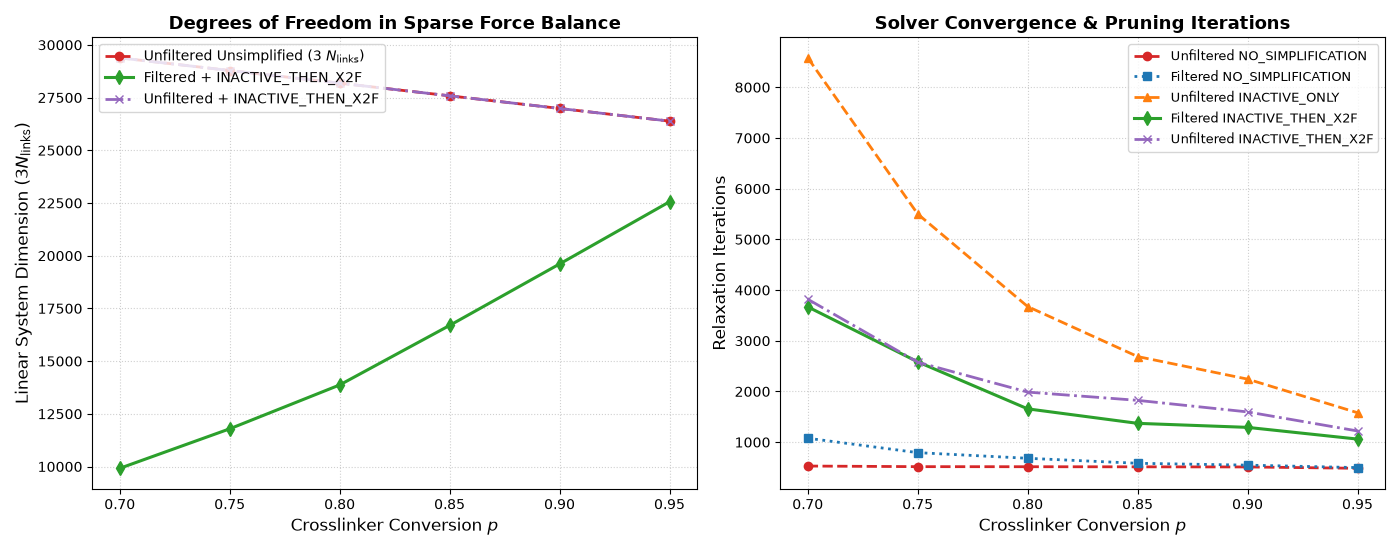 Degrees of Freedom in Sparse Force Balance
Linear System Dimension (3N_links)
30000
27500
25000
22500
20000
17500
15000
12500
10000
Unfiltered Unsimplified (3 N_links)
Filtered + INACTIVE_THEN_X2F
Unfiltered + INACTIVE_THEN_X2F
0.70 0.75 0.80 0.85 0.90 0.95
Crosslinker Conversion p
Solver Convergence & Pruning Iterations
Relaxation Iterations
8000
7000
6000
5000
4000
3000
2000
1000
Unfiltered NO_SIMPLIFICATION
Filtered NO_SIMPLIFICATION
Unfiltered INACTIVE_ONLY
Filtered INACTIVE_THEN_X2F
Unfiltered INACTIVE_THEN_X2F
0.70 0.75 0.80 0.85 0.90 0.95
Crosslinker Conversion p